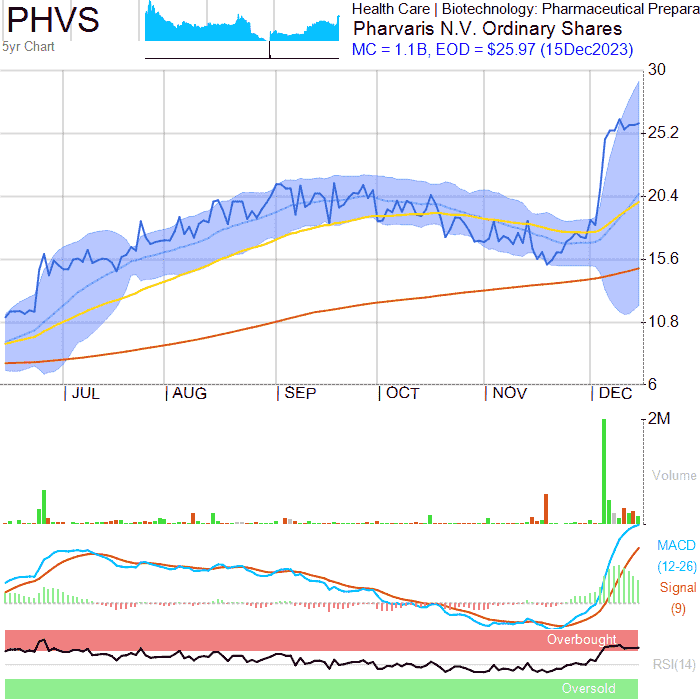 PHVS
5yr Chart
Health Care | Biotechnology: Pharmaceutical Prepara
Pharvaris N.V. Ordinary Shares
MC = 1.1B, EOD = $25.97 (15Dec2023)
30
25.2
20.4
15.6
10.8
6
JUL AUG SEP OCT NOV DEC
2M
Volume
MACD
(12-26)
Signal
(9)
Overbought
RSI(14)
Oversold